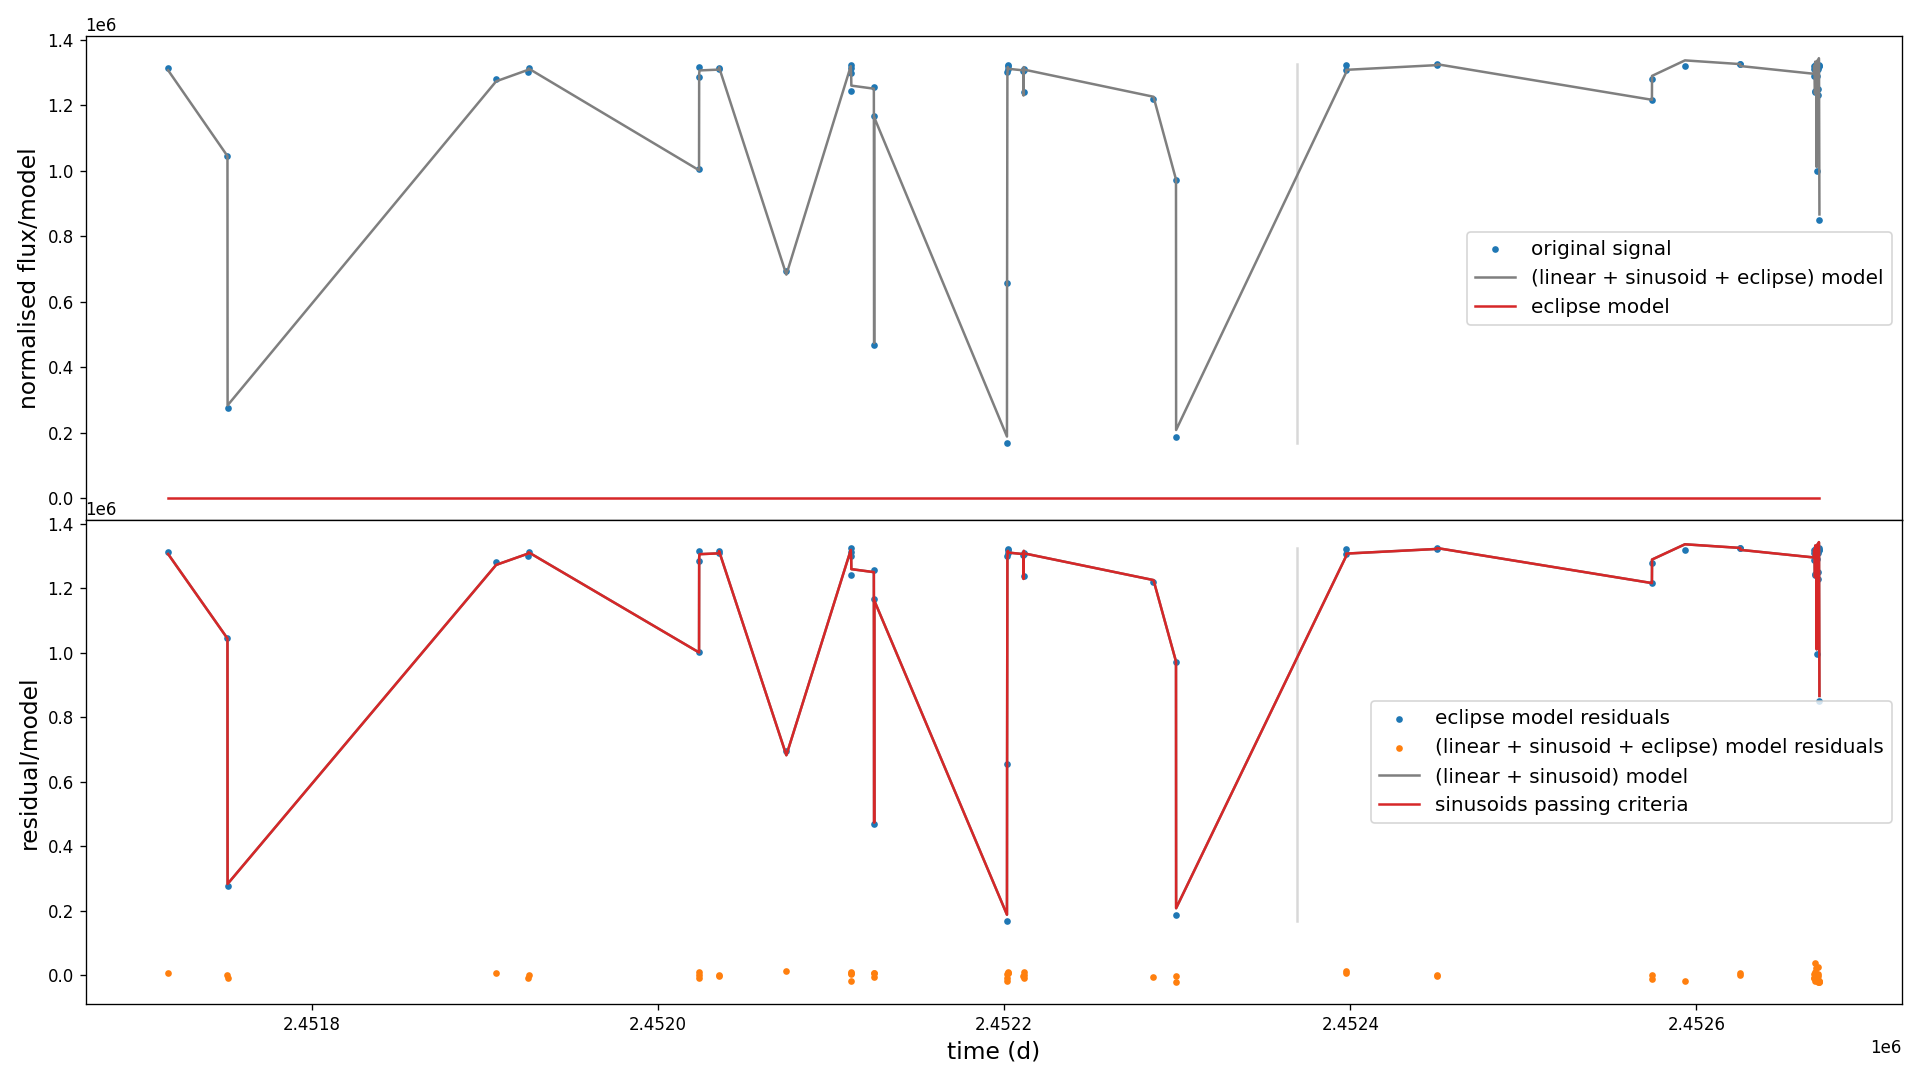 1e6
1.4
1.2
1.0
0.8
0.6
0.4
0.2
0.0
normalised flux/model
original signal
(linear + sinusoid + eclipse) model
eclipse model
1e6
1.4
1.2
1.0
0.8
0.6
0.4
0.2
0.0
residual/model
eclipse model residuals
(linear + sinusoid + eclipse) model residuals
(linear + sinusoid) model
sinusoids passing criteria
2.4518 2.4520 2.4522 2.4524 2.4526
1e6
time (d)